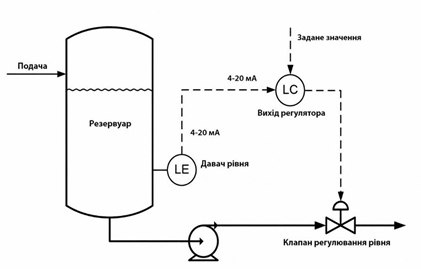 Задане значення
Подача
4-20 мА
LC
Вихід регулятора
Резервуар
4-20 мА
LE
Давач рівня
Клапан регулювання рівня